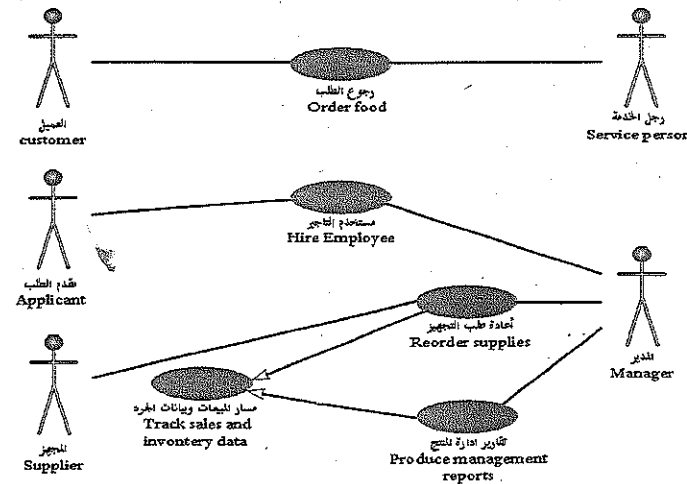 رجوع الطلب
Order food
العميل
customer
رجل الخدمة
Service person
مستخدم التاجير
Hire Employee
مقدم الطلب
Applicant
أعادة طلب التجهيز
Reorder supplies
المدير
Manager
مسار المبيعات وبيانات الجرد
Track sales and
invontery data
المجهز
Supplier
تقارير ادارة المنتج
Produce management
reports